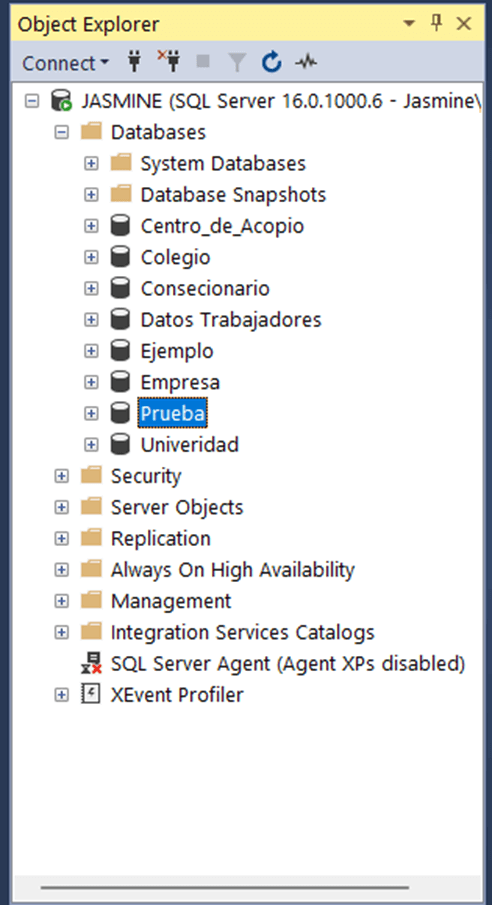 Object Explorer
Connect
JASMINE (SQL Server 16.0.1000.6 - Jasmine\
Databases
System Databases
Database Snapshots
Centro_de_Acopio
Colegio
Consecionario
Datos Trabajadores
Ejemplo
Empresa
Prueba
Univeridad
Security
Server Objects
Replication
Always On High Availability
Management
Integration Services Catalogs
SQL Server Agent (Agent XPs disabled)
XEvent Profiler